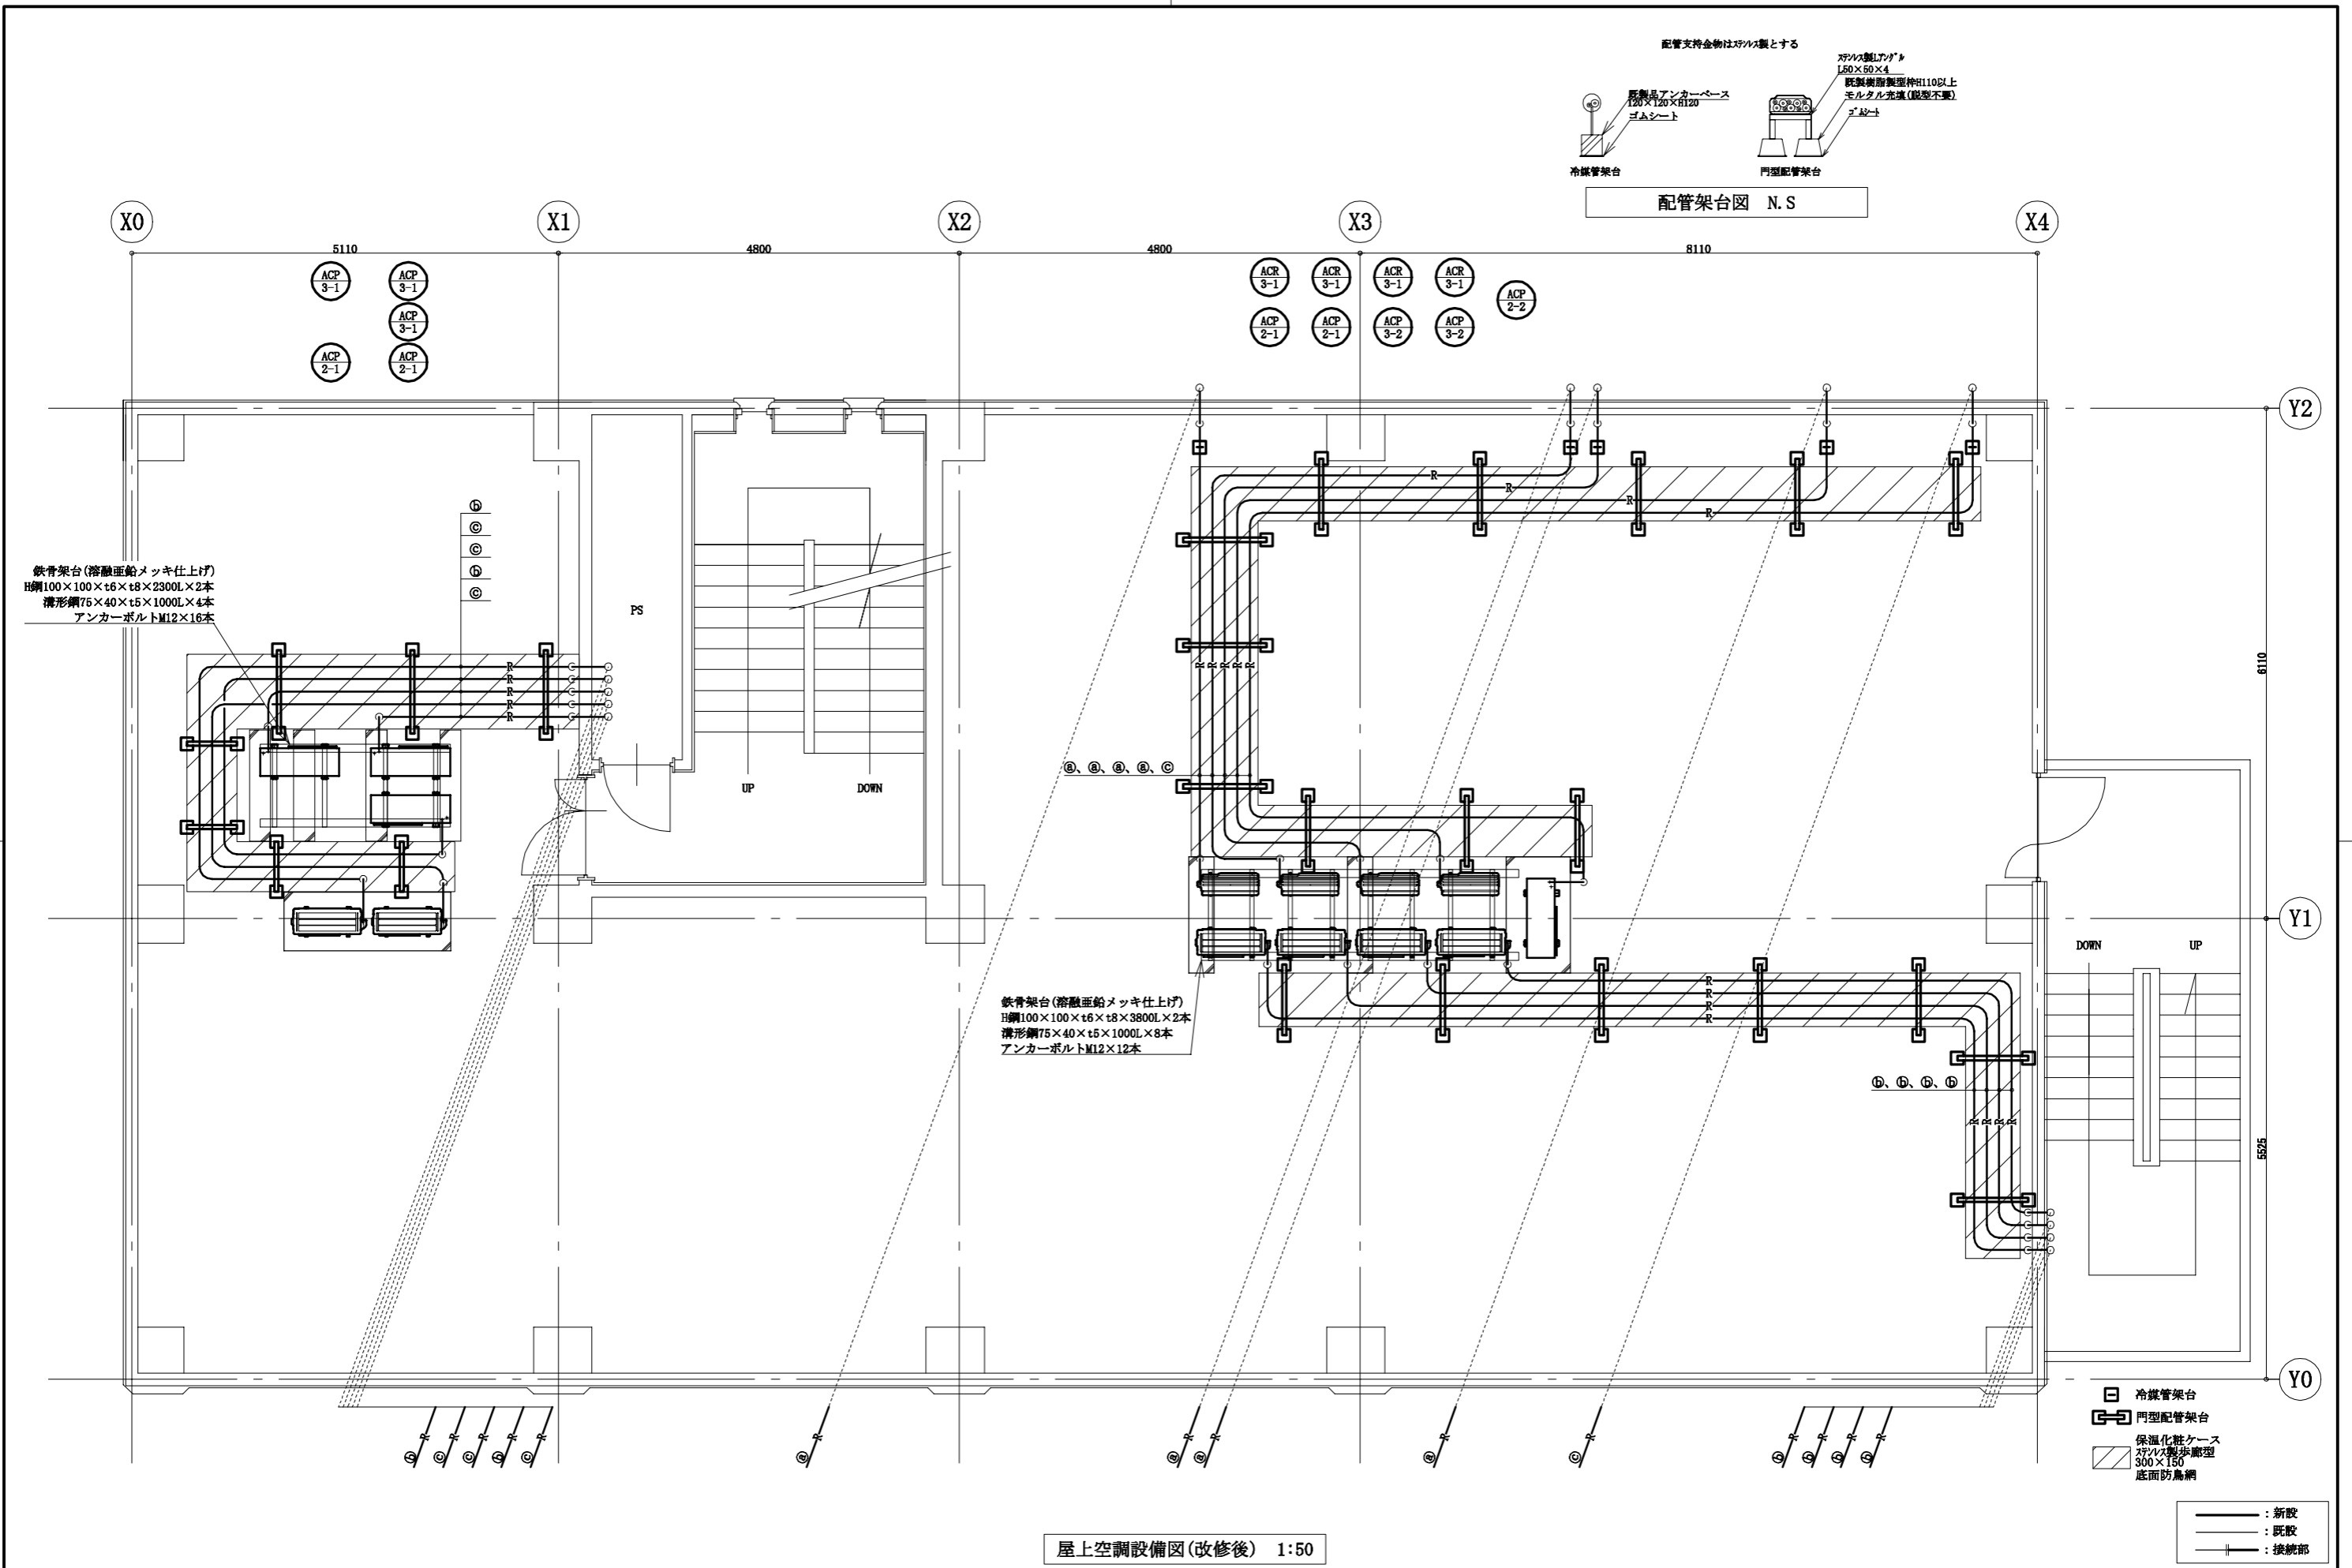 配管支持金物はｽﾃﾝﾚｽ製とする
ｽﾃﾝﾚｽ製Lｱﾝｸﾞﾙ
L50×50×4
既製樹脂製型枠H110以上
モルタル充填(脱型不要)
ｺﾞﾑｼｰﾄ
既製品アンカーベース
120×120×H120
ゴムシート
冷媒管架台
門型配管架台
配管架台図 N.S
X0
X1
X2
X3
X4
5110
4800
4800
8110
ACP
3-1
ACP
3-1
ACP
3-1
ACP
2-1
ACP
2-1
ACR
3-1
ACR
3-1
ACR
3-1
ACR
3-1
ACP
2-2
ACP
2-1
ACP
2-1
ACP
3-2
ACP
3-2
Y2
6110
Y1
5525
Y0
ⓑ
ⓒ
ⓒ
ⓑ
ⓒ
鉄骨架台(溶融亜鉛メッキ仕上げ)
H鋼100×100×t6×t8×2300L×2本
溝形鋼75×40×t5×1000L×4本
アンカーボルトM12×16本
R
R
R
R
R
PS
UP
DOWN
R
R
R
R
R R R R R
ⓐ、ⓐ、ⓐ、ⓐ、ⓒ
鉄骨架台(溶融亜鉛メッキ仕上げ)
H鋼100×100×t6×t8×3800L×2本
溝形鋼75×40×t5×1000L×8本
アンカーボルトM12×12本
R
R
R
R
DOWN
UP
ⓑ、ⓑ、ⓑ、ⓑ
R R R R
ⓑ R
ⓒ R
ⓒ R
ⓑ R
ⓒ R
ⓐ R
ⓐ R
ⓐ R
ⓐ R
ⓒ R
ⓑ R
ⓑ R
ⓑ R
ⓑ R
冷媒管架台
門型配管架台
保温化粧ケース
ｽﾃﾝﾚｽ製歩廊型
300×150
底面防鳥網
：新設
：既設
：接続部
屋上空調設備図(改修後) 1:50